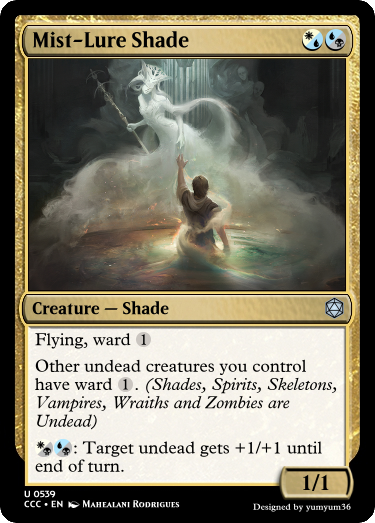 Mist-Lure Shade
Creature — Shade
Flying, ward 1
Other undead creatures you control
have ward 1. (Shades, Spirits, Skeletons,
Vampires, Wraiths and Zombies are
Undead)
: Target undead gets +1/+1 until
end of turn.
1/1
U 0539
CCC • EN Mahealani Rodrigues
Designed by yumyum36